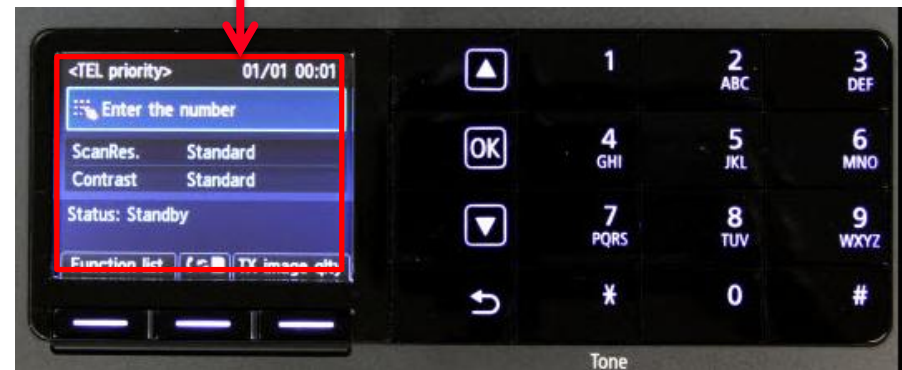 <TEL priority> 01/01 00:01
Enter the number
ScanRes. Standard
Contrast Standard
Status: Standby
Function list TX image qlty
OK
1
2
ABC
3
DEF
4
GHI
5
JKL
6
MNO
7
PQRS
8
TUV
9
WXYZ
*
0
#
Tone